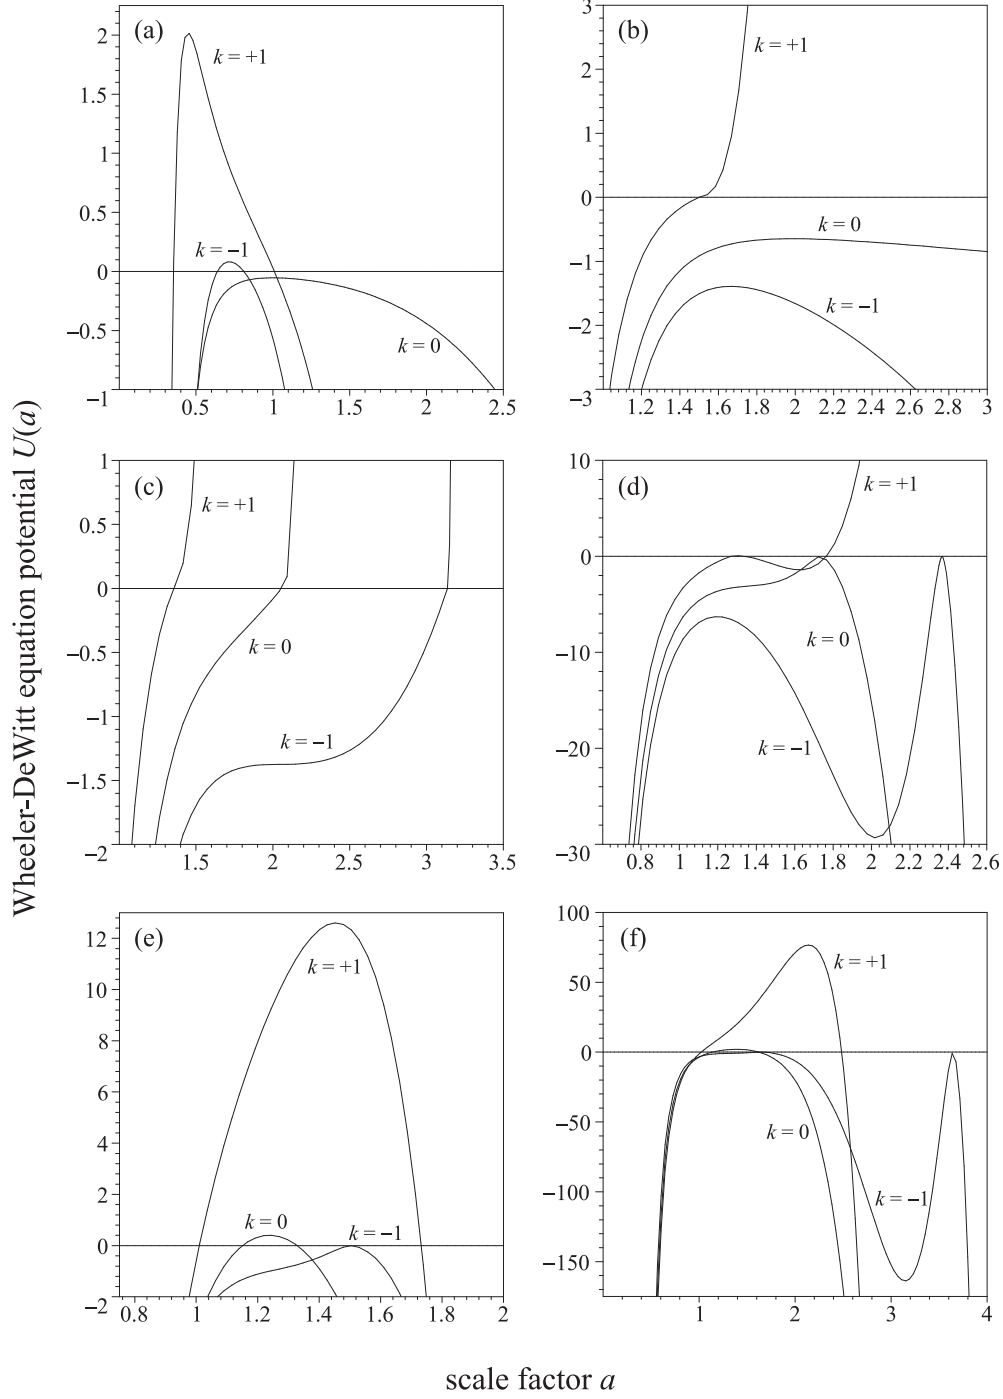 Wheeler-DeWitt equation potential U(a)
(a)
k = +1
k = −1
k = 0
2
1.5
1
0.5
0
−0.5
−1
0.5 1 1.5 2 2.5
(b)
k = +1
k = 0
k = −1
3
2
1
0
−1
−2
−3
1.2 1.4 1.6 1.8 2 2.2 2.4 2.6 2.8 3
(c)
k = +1
k = 0
k = −1
1
0.5
0
−0.5
−1
−1.5
−2
1.5 2 2.5 3 3.5
(d)
k = +1
k = 0
k = −1
10
0
−10
−20
−30
0.8 1 1.2 1.4 1.6 1.8 2 2.2 2.4 2.6
(e)
k = +1
k = 0
k = −1
12
10
8
6
4
2
0
−2
0.8 1 1.2 1.4 1.6 1.8 2
(f)
k = +1
k = 0
k = −1
100
50
0
−50
−100
−150
1 2 3 4
scale factor a